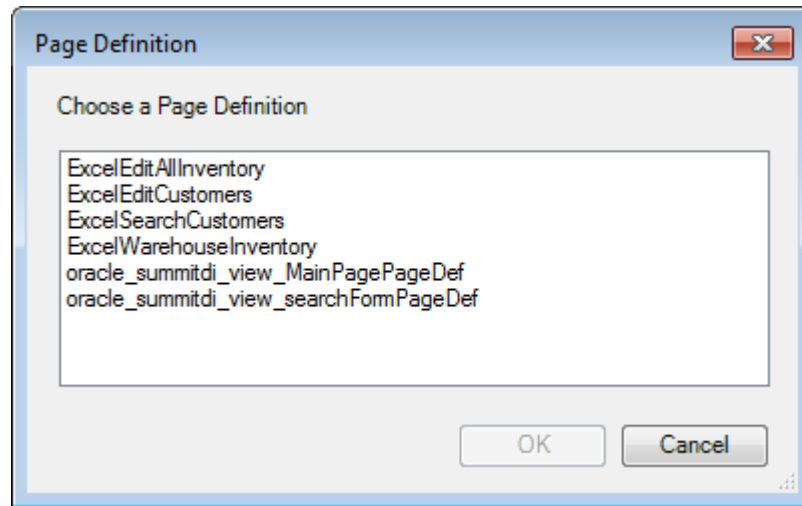 Page Definition
Choose a Page Definition
ExcelEditAllInventory
ExcelEditCustomers
ExcelSearchCustomers
ExcelWarehouseInventory
oracle_summitdi_view_MainPagePageDef
oracle_summitdi_view_searchFormPageDef
OK
Cancel